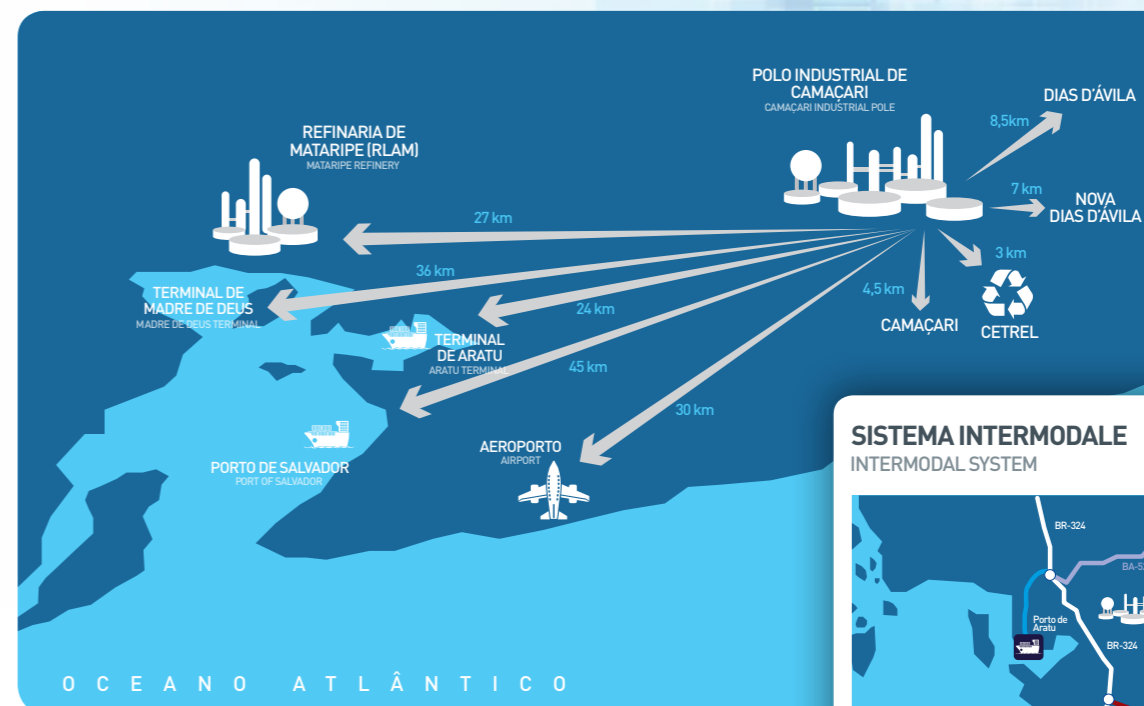 POLO INDUSTRIAL DE
CAMAÇARI
CAMAÇARI INDUSTRIAL POLE
DIAS D'ÁVILA
8,5km
REFINARIA DE
MATARIPE (RLAM)
MATARIPE REFINERY
7 km
NOVA
DIAS D'ÁVILA
27 km
3 km
36 km
4,5 km
TERMINAL DE
MADRE DE DEUS
MADRE DE DEUS TERMINAL
24 km
CAMAÇARI
CETREL
TERMINAL
DE ARATU
ARATU TERMINAL
45 km
30 km
AEROPORTO
AIRPORT
PORTO DE SALVADOR
PORT OF SALVADOR
SISTEMA INTERMODALE
INTERMODAL SYSTEM
BR-324
Porto de
Aratu
BR-324
OCEANO ATLÂNTICO